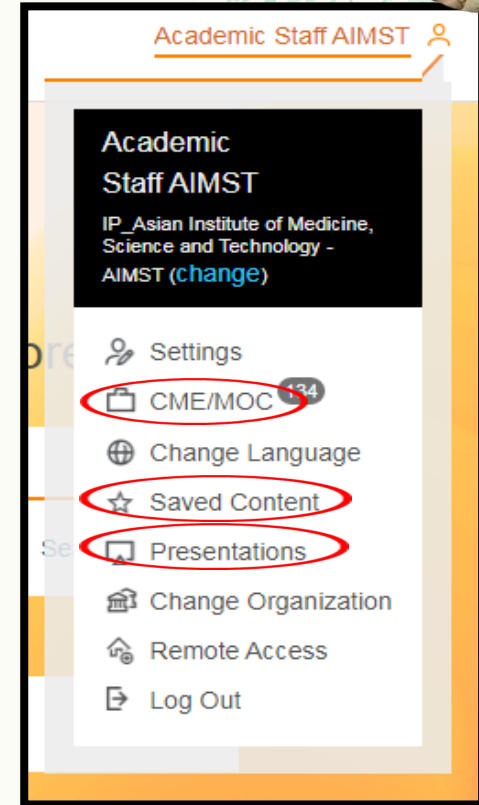 Academic Staff AIMST
Academic
Staff AIMST
IP_Asian Institute of Medicine,
Science and Technology -
AIMST (change)
Settings
CME/MOC 134
Change Language
Saved Content
Se
Presentations
Change Organization
Remote Access
Log Out